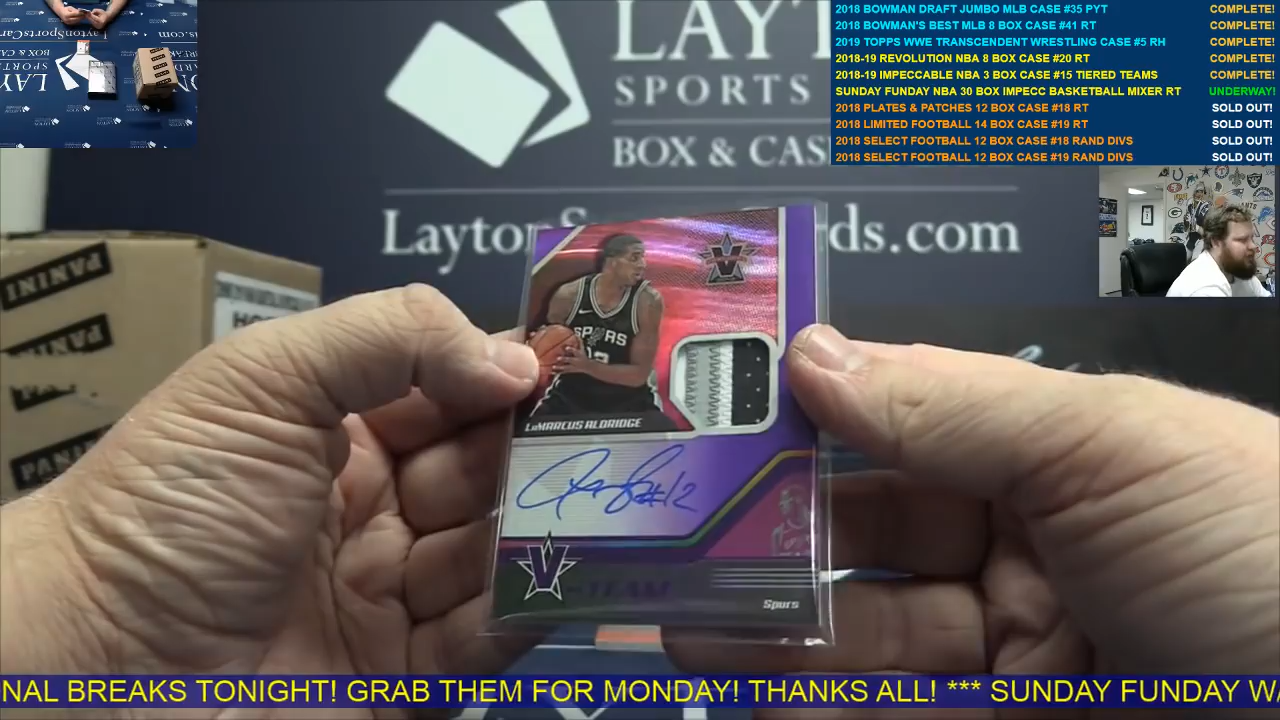 2018 BOWMAN DRAFT JUMBO MLB CASE #35 PYT COMPLETE!
2018 BOWMAN'S BEST MLB 8 BOX CASE #41 RT COMPLETE!
2019 TOPPS WWE TRANSCENDENT WRESTLING CASE #5 RH COMPLETE!
2018-19 REVOLUTION NBA 8 BOX CASE #20 RT COMPLETE!
2018-19 IMPECCABLE NBA 3 BOX CASE #15 TIERED TEAMS COMPLETE!
SUNDAY FUNDAY NBA 30 BOX IMPECC BASKETBALL MIXER RT UNDERWAY!
2018 PLATES & PATCHES 12 BOX CASE #18 RT SOLD OUT!
2018 LIMITED FOOTBALL 14 BOX CASE #19 RT SOLD OUT!
2018 SELECT FOOTBALL 12 BOX CASE #18 RAND DIVS SOLD OUT!
2018 SELECT FOOTBALL 12 BOX CASE #19 RAND DIVS SOLD OUT!
LAYT
SPORTS
BOX & CAS
Layton S rds.com
PANINI
V
SPURS
LaMARCUS ALDRIDGE
#12
V
TEAM
Spurs
NAL BREAKS TONIGHT! GRAB THEM FOR MONDAY! THANKS ALL! *** SUNDAY FUNDAY WA